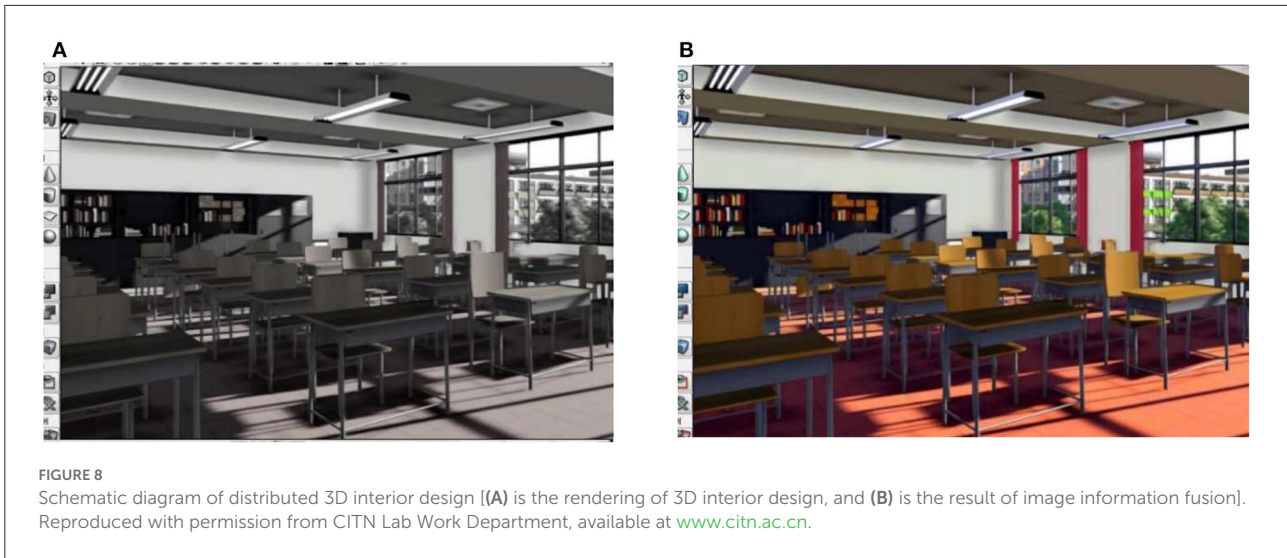 A
B
FIGURE 8
Schematic diagram of distributed 3D interior design [(A) is the rendering of 3D interior design, and (B) is the result of image information fusion].
Reproduced with permission from CITN Lab Work Department, available at www.citn.ac.cn.